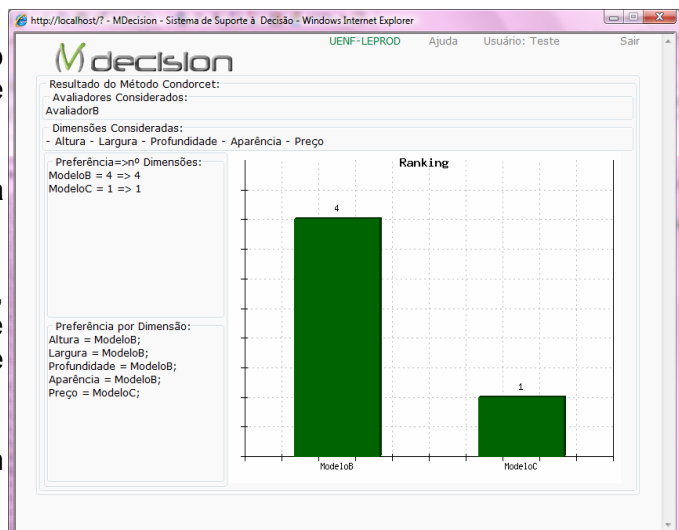 http://localhost/? - MDecision - Sistema de Suporte à Decisão - Windows Internet Explorer
UENF-LEPROD Ajuda Usuário: Teste Sair
Mdecision
Resultado do Método Condorcet:
Avaliadores Considerados:
AvaliadorB
Dimensões Consideradas:
- Altura - Largura - Profundidade - Aparência - Preço
Preferência=>nº Dimensões:
ModeloB = 4 => 4
ModeloC = 1 => 1
Preferência por Dimensão:
Altura = ModeloB;
Largura = ModeloB;
Profundidade = ModeloB;
Aparência = ModeloB;
Preço = ModeloC;
Ranking
4
1
ModeloB ModeloC